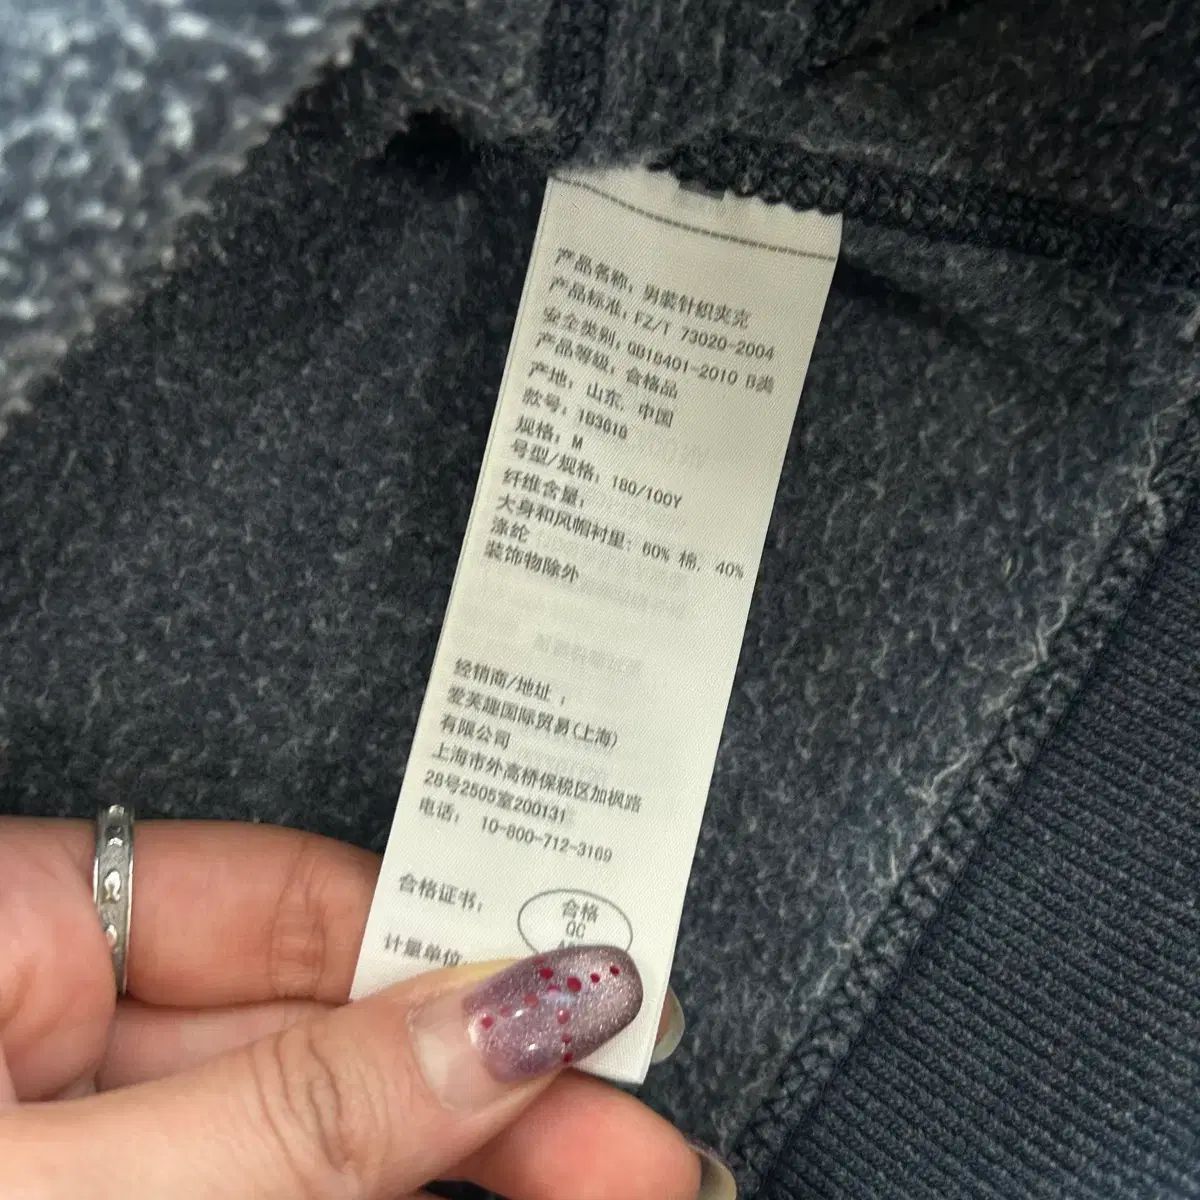 产品名称: 男装针织夹克
产品标准: FZ/T 73020-2004
安全类别: GB18401-2010 B类
产品等级: 合格品
产地: 山东, 中国
款号: 183616
规格: M
号型/规格: 180/100Y
纤维含量:
大身和风帽衬里: 60% 棉, 40%
涤纶
装饰物除外
经销商/地址 :
爱芙趣国际贸易(上海)
有限公司
上海市外高桥保税区加枫路
28号2505室200131
电话: 10-800-712-3169
合格证书:
合格
QC
计量单位: